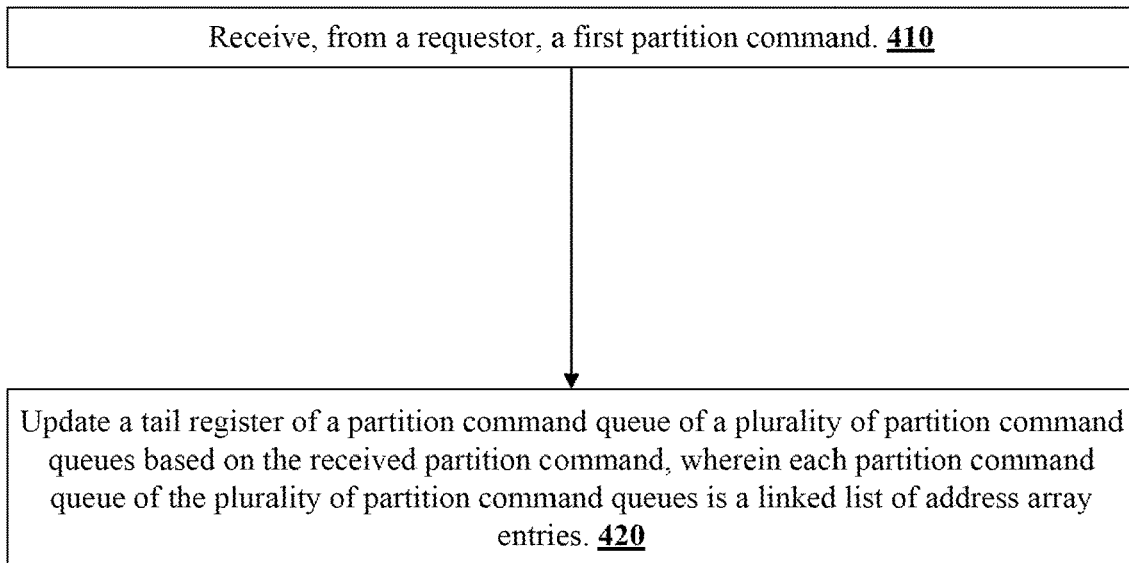 Receive, from a requestor, a first partition command. 410
Update a tail register of a partition command queue of a plurality of partition command
queues based on the received partition command, wherein each partition command
queue of the plurality of partition command queues is a linked list of address array
entries. 420